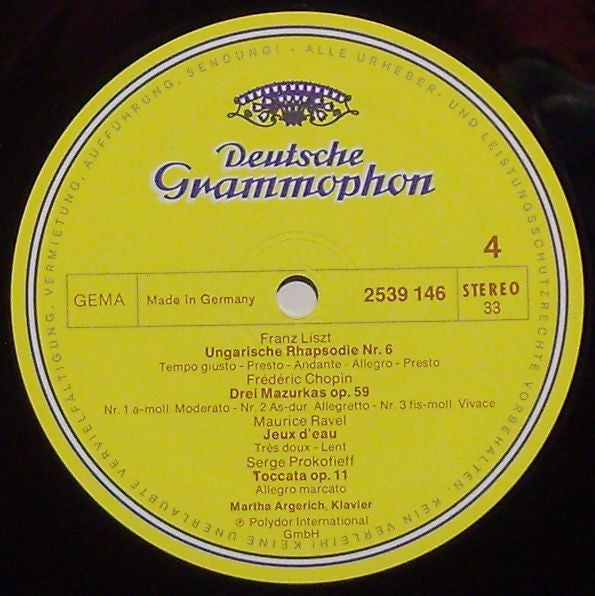 VERVIELFÄLTIGUNG, VERMIETUNG, AUFFÜHRUNG, SENDUNG! - ALLE URHEBER- UND LEISTUNGSSCHUTZRECHTE VORBEHALTEN. KEIN VERLEIH! KEINE UNERLAUBTE
Deutsche
Grammophon
4
GEMA
Made in Germany
2539 146
STEREO
33
Franz Liszt
Ungarische Rhapsodie Nr. 6
Tempo giusto - Presto - Andante - Allegro - Presto
Frédéric Chopin
Drei Mazurkas op. 59
Nr. 1 a-moll. Moderato - Nr. 2 As-dur. Allegretto - Nr. 3 fis-moll. Vivace
Maurice Ravel
Jeux d'eau
Très doux - Lent
Serge Prokofieff
Toccata op. 11
Allegro marcato
Martha Argerich, Klavier
℗ Polydor International
GmbH